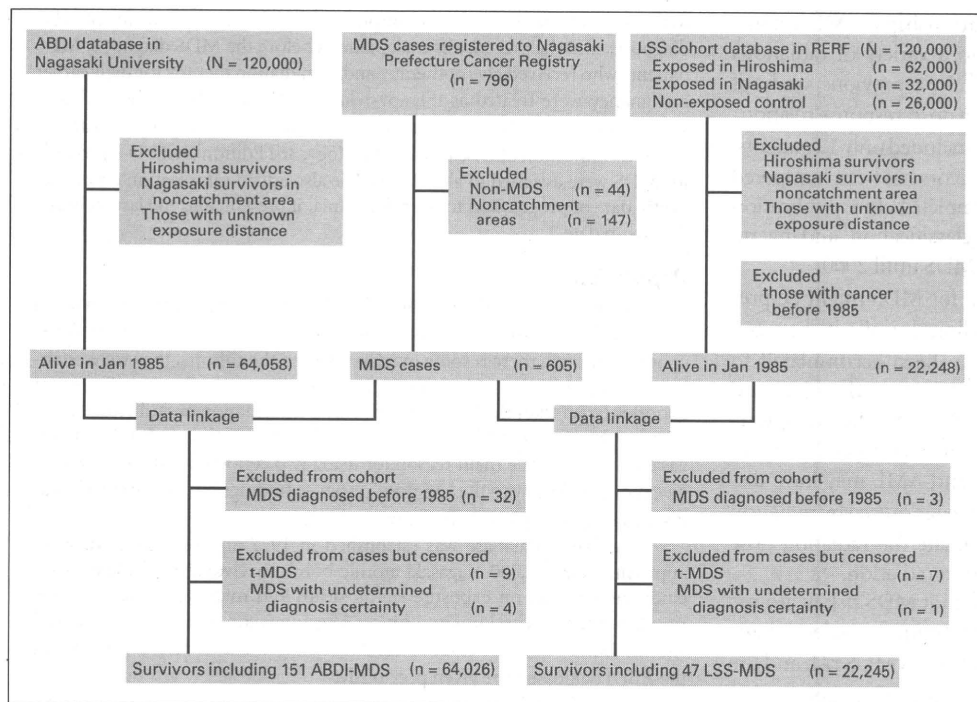 ABDI database in
Nagasaki University (N = 120,000)
MDS cases registered to Nagasaki
Prefecture Cancer Registry
(n = 796)
LSS cohort database in RERF (N = 120,000)
Exposed in Hiroshima (n = 62,000)
Exposed in Nagasaki (n = 32,000)
Non-exposed control (n = 26,000)
Excluded
Hiroshima survivors
Nagasaki survivors in
noncatchment area
Those with unknown
exposure distance
Excluded
Non-MDS (n = 44)
Noncatchment
areas (n = 147)
Excluded
Hiroshima survivors
Nagasaki survivors in
noncatchment area
Those with unknown
exposure distance
Excluded
those with cancer
before 1985
Alive in Jan 1985 (n = 64,058)
MDS cases (n = 605)
Alive in Jan 1985 (n = 22,248)
Data linkage
Data linkage
Excluded from cohort
MDS diagnosed before 1985 (n = 32)
Excluded from cohort
MDS diagnosed before 1985 (n = 3)
Excluded from cases but censored
t-MDS (n = 9)
MDS with undetermined
diagnosis certainty (n = 4)
Excluded from cases but censored
t-MDS (n = 7)
MDS with undetermined
diagnosis certainty (n = 1)
Survivors including 151 ABDI-MDS (n = 64,026)
Survivors including 47 LSS-MDS (n = 22,245)